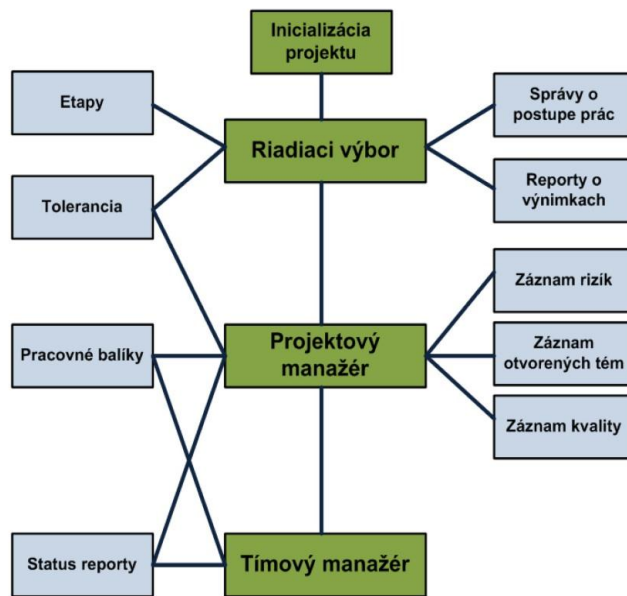 Inicializácia
projektu
Etapy
Riadiaci výbor
Správy o
postupe prác
Tolerancia
Reporty o
výnimkach
Záznam rizík
Pracovné balíky
Projektový
manažér
Záznam
otvorených tém
Záznam kvality
Status reporty
Tímový manažér